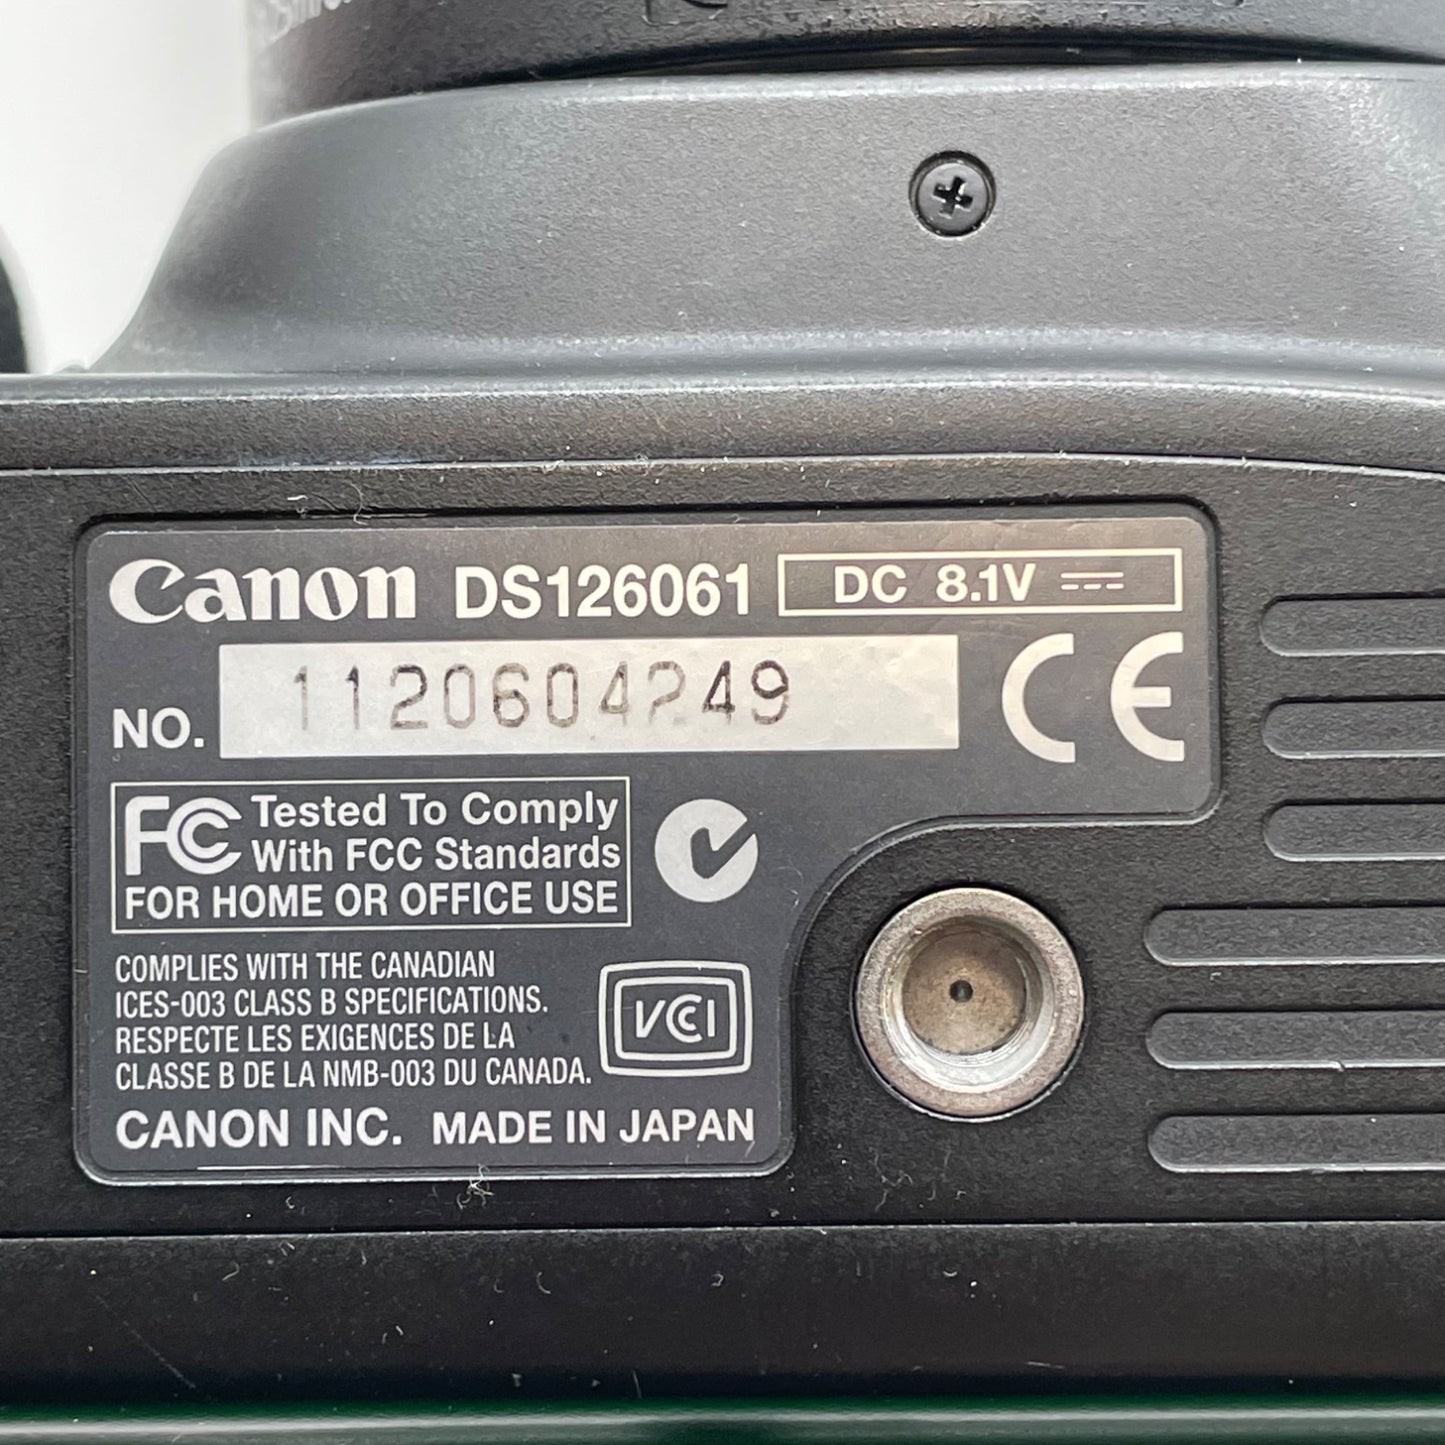 Canon DS126061 DC 8.1V
NO. 1120604249
CE
FC Tested To Comply
With FCC Standards
FOR HOME OR OFFICE USE
COMPLIES WITH THE CANADIAN
ICES-003 CLASS B SPECIFICATIONS.
RESPECTE LES EXIGENCES DE LA
CLASSE B DE LA NMB-003 DU CANADA.
VCI
CANON INC. MADE IN JAPAN